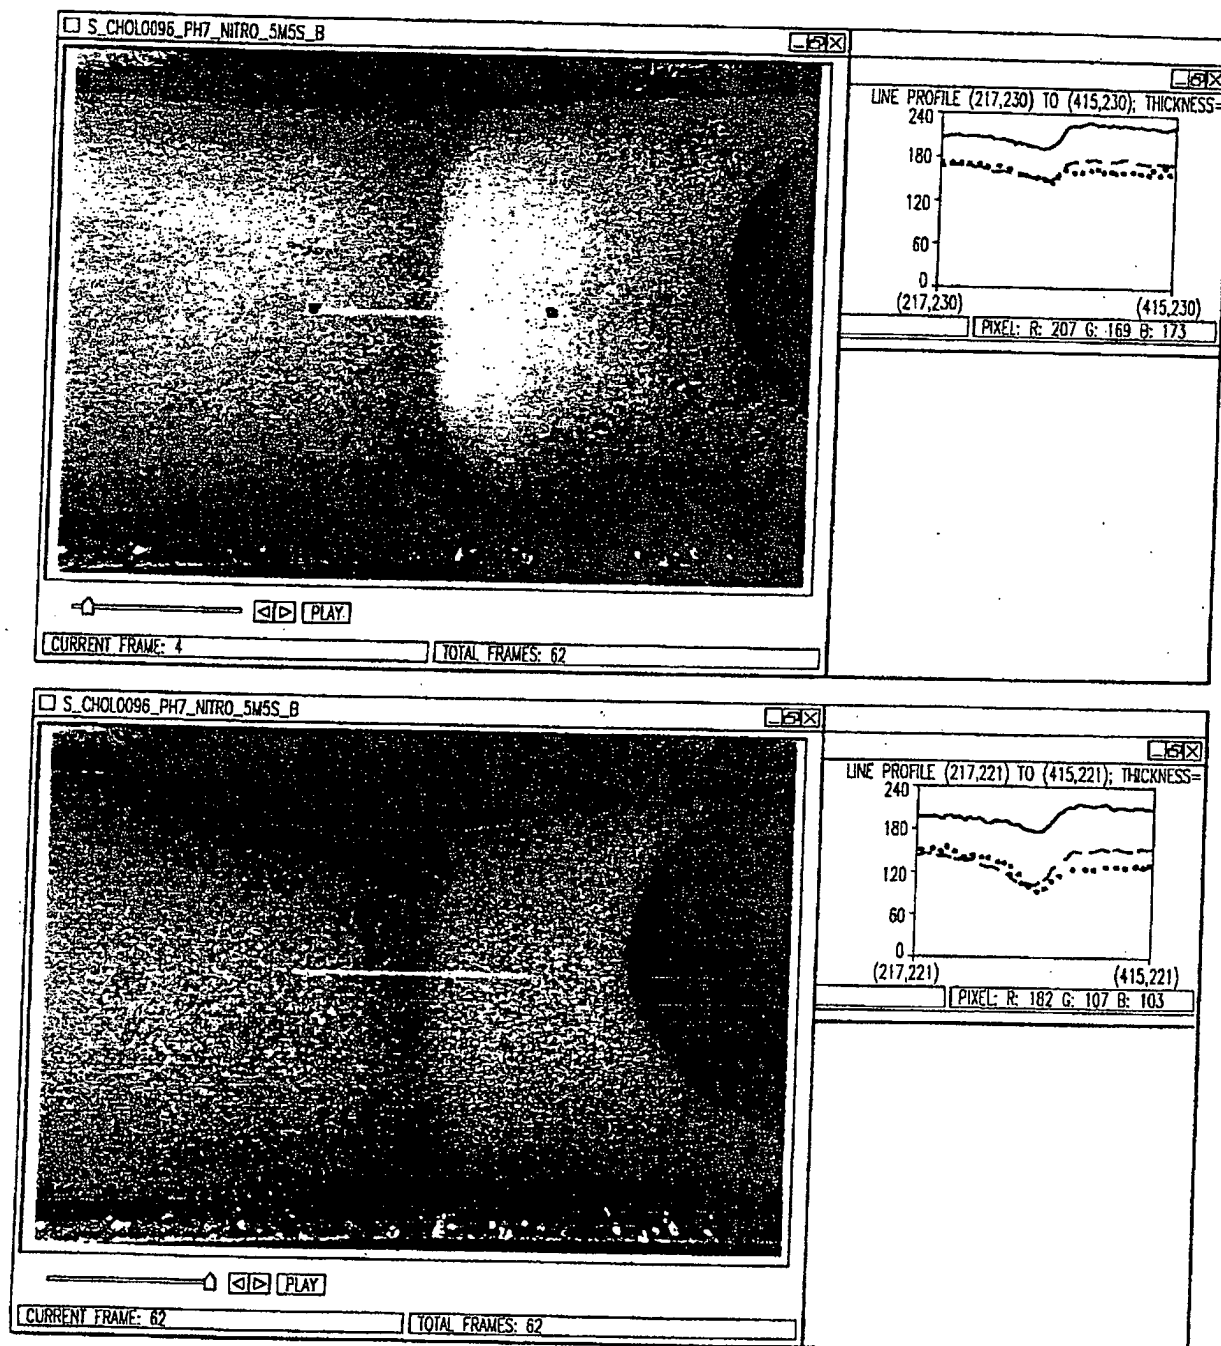 S_CHOL0096_PH7_NITRO_5M5S_B
LINE PROFILE (217,230) TO (415,230); THICKNESS=
240
180
120
60
0
(217,230)
(415,230)
PIXEL: R: 207 G: 169 B: 173
PLAY
CURRENT FRAME: 4
TOTAL FRAMES: 62
S_CHOL0096_PH7_NITRO_5M5S_B
LINE PROFILE (217,221) TO (415,221); THICKNESS=
240
180
120
60
0
(217,221)
(415,221)
PIXEL: R: 182 G: 107 B: 103
PLAY
CURRENT FRAME: 62
TOTAL FRAMES: 62